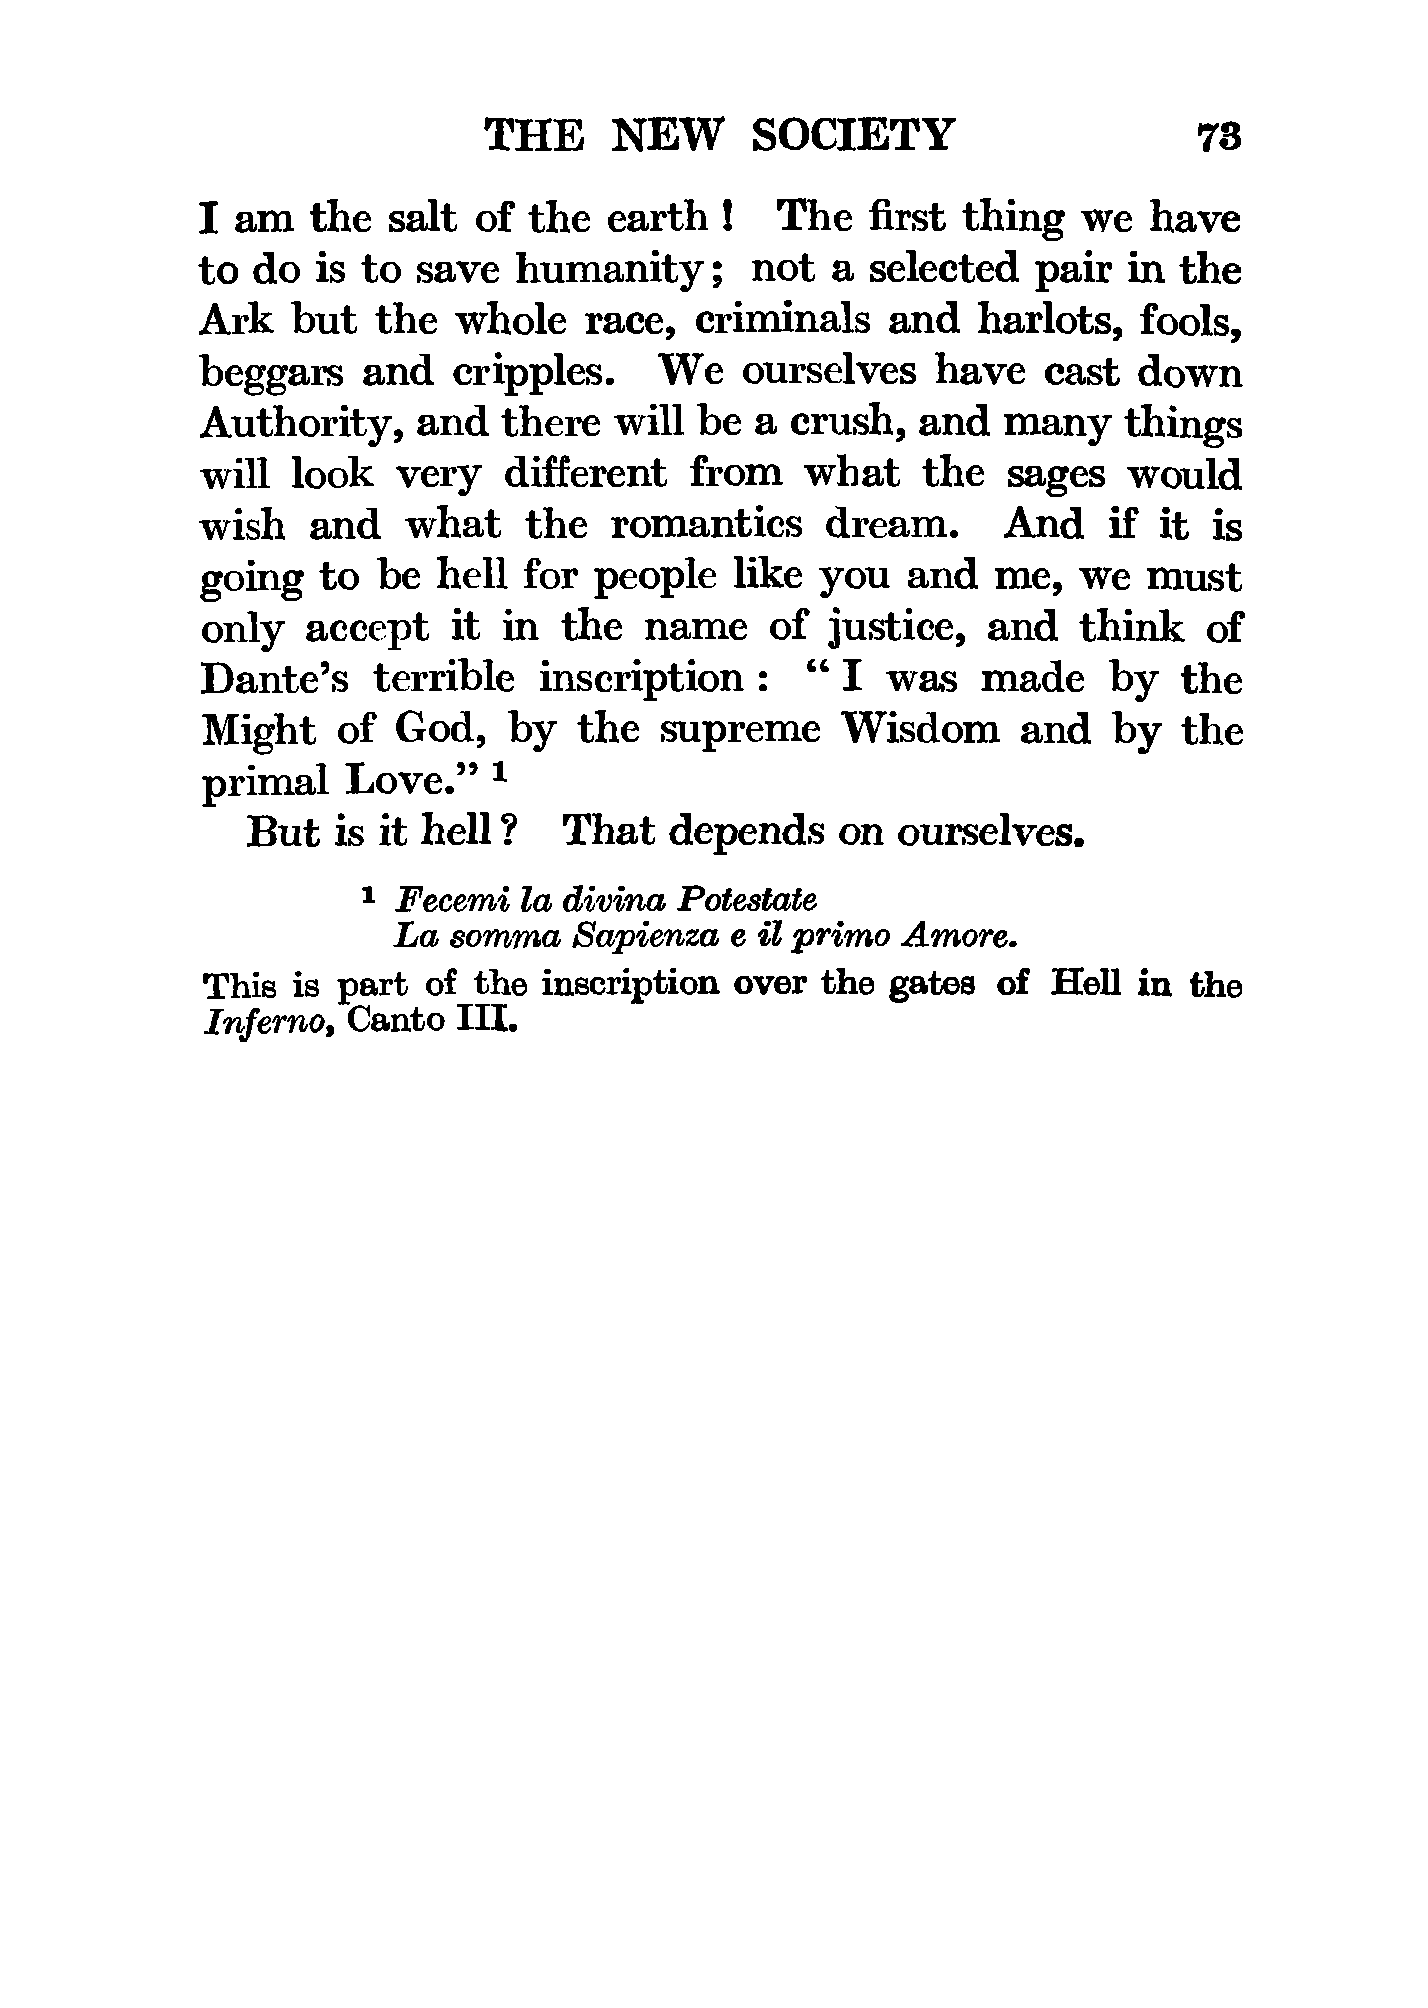 THE NEW SOCIETY 73
I am the salt of the earth ! The first thing we have
to do is to save humanity; not a selected pair in the
Ark but the whole race, criminals and harlots, fools,
beggars and cripples. We ourselves have cast down
Authority, and there will be a crush, and many things
will look very different from what the sages would
wish and what the romantics dream. And if it is
going to be hell for people like you and me, we must
only accept it in the name of justice, and think of
Dante's terrible inscription : “ I was made by the
Might of God, by the supreme Wisdom and by the
primal Love.” ¹
But is it hell ? That depends on ourselves.
¹ Fecemi la divina Potestate
La somma Sapienza e il primo Amore.
This is part of the inscription over the gates of Hell in the
Inferno, Canto III.